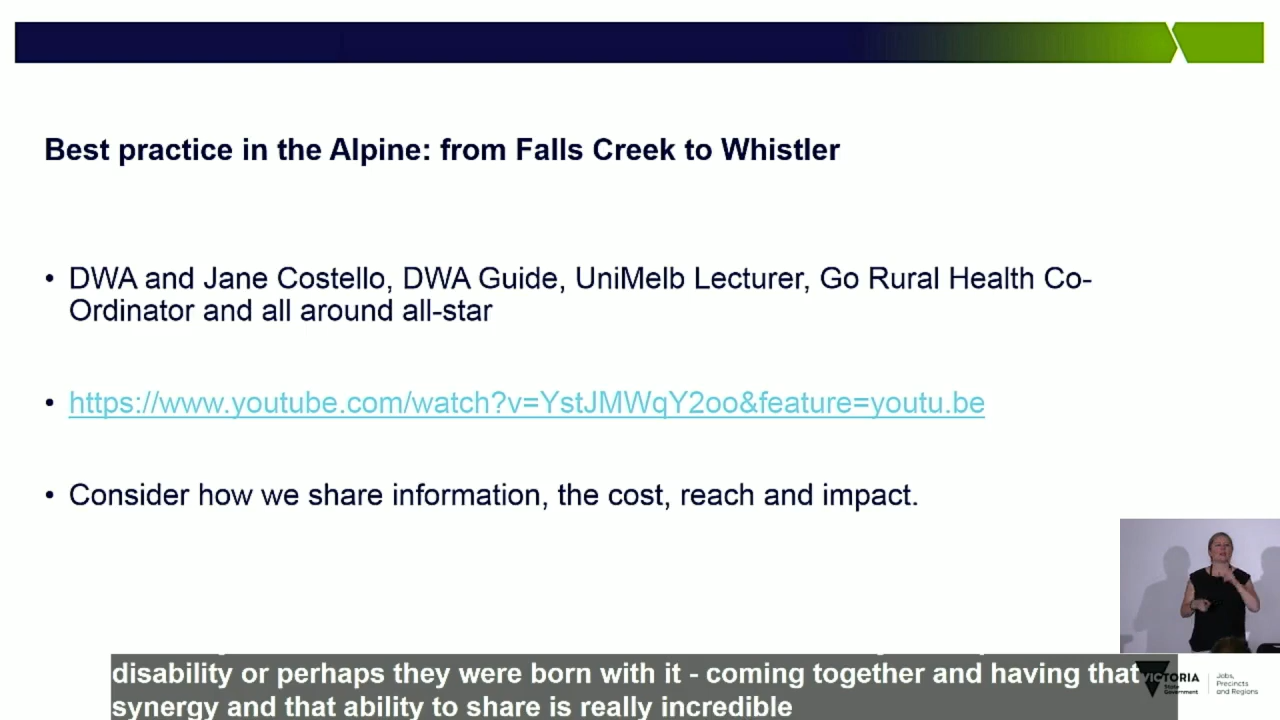 Best practice in the Alpine: from Falls Creek to Whistler
• DWA and Jane Costello, DWA Guide, UniMelb Lecturer, Go Rural Health Co-
Ordinator and all around all-star
• https://www.youtube.com/watch?v=YstJMWqY2oo&feature=youtu.be
• Consider how we share information, the cost, reach and impact.
disability or perhaps they were born with it - coming together and having that
synergy and that ability to share is really incredible
VICTORIA
State
Government
Jobs,
Precincts
and Regions